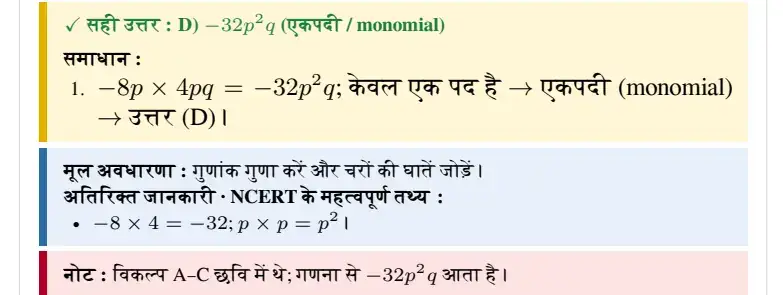 ✓ सही उत्तर : D) −32p²q (एकपदी / monomial)
समाधान :
1. −8p × 4pq = −32p²q; केवल एक पद है → एकपदी (monomial)
→ उत्तर (D)।
मूल अवधारणा : गुणांक गुणा करें और चरों की घातें जोड़ें।
अतिरिक्त जानकारी · NCERT के महत्वपूर्ण तथ्य :
• −8 × 4 = −32; p × p = p²।
नोट : विकल्प A–C छवि में थे; गणना से −32p²q आता है।